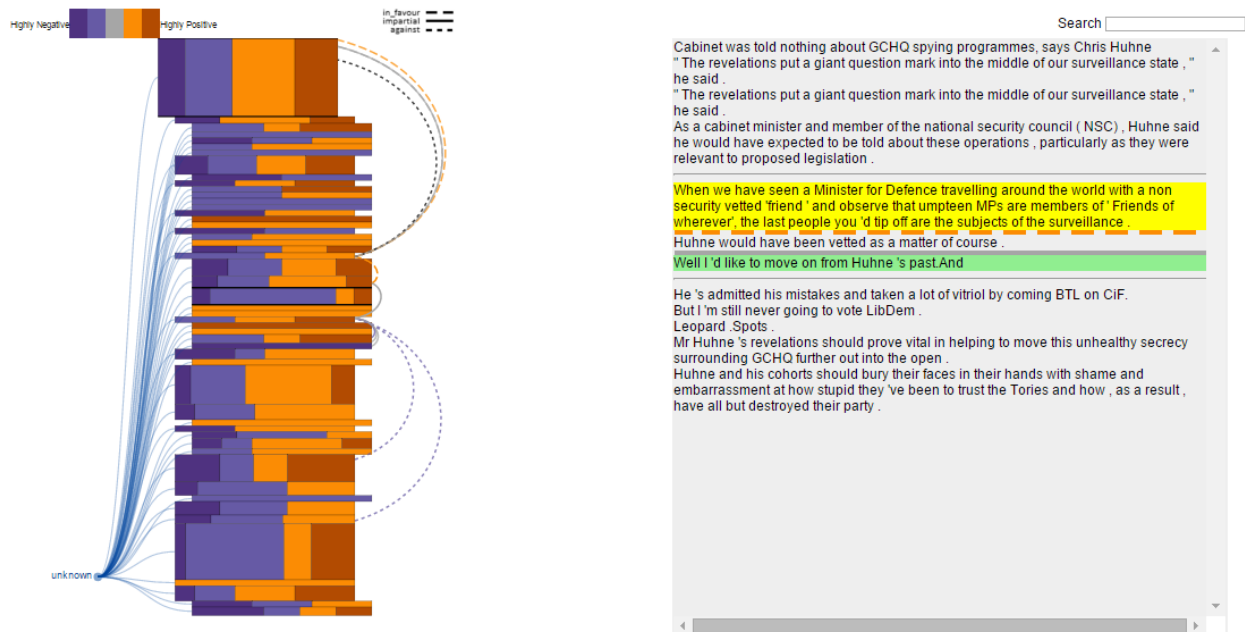 Highly Negative
Highly Positive
in_favour
impartial
against
unknown
Search
Cabinet was told nothing about GCHQ spying programmes, says Chris Huhne
" The revelations put a giant question mark into the middle of our surveillance state , "
he said .
" The revelations put a giant question mark into the middle of our surveillance state , "
he said .
As a cabinet minister and member of the national security council ( NSC) , Huhne said
he would have expected to be told about these operations , particularly as they were
relevant to proposed legislation .
When we have seen a Minister for Defence travelling around the world with a non
security vetted 'friend ' and observe that umpteen MPs are members of ' Friends of
wherever', the last people you 'd tip off are the subjects of the surveillance .
Huhne would have been vetted as a matter of course .
Well I 'd like to move on from Huhne 's past.And
He 's admitted his mistakes and taken a lot of vitriol by coming BTL on CiF.
But I 'm still never going to vote LibDem .
Leopard .Spots .
Mr Huhne 's revelations should prove vital in helping to move this unhealthy secrecy
surrounding GCHQ further out into the open .
Huhne and his cohorts should bury their faces in their hands with shame and
embarrassment at how stupid they 've been to trust the Tories and how , as a result ,
have all but destroyed their party .